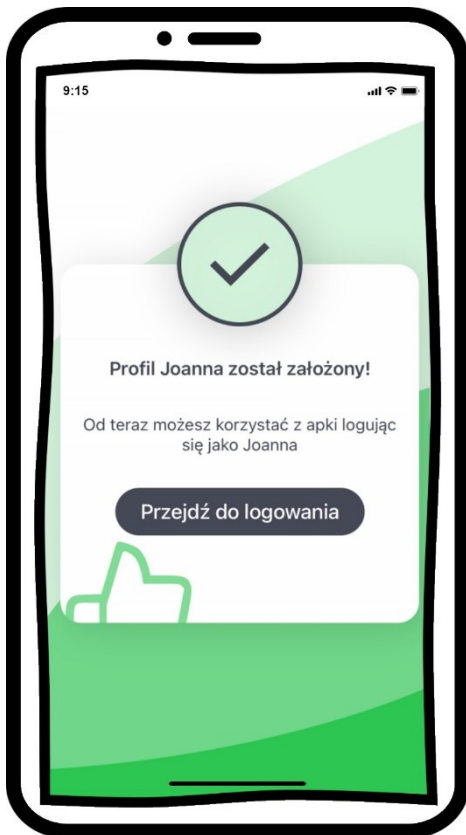 9:15
Profil Joanna został założony!
Od teraz możesz korzystać z apki logując
się jako Joanna
Przejdź do logowania